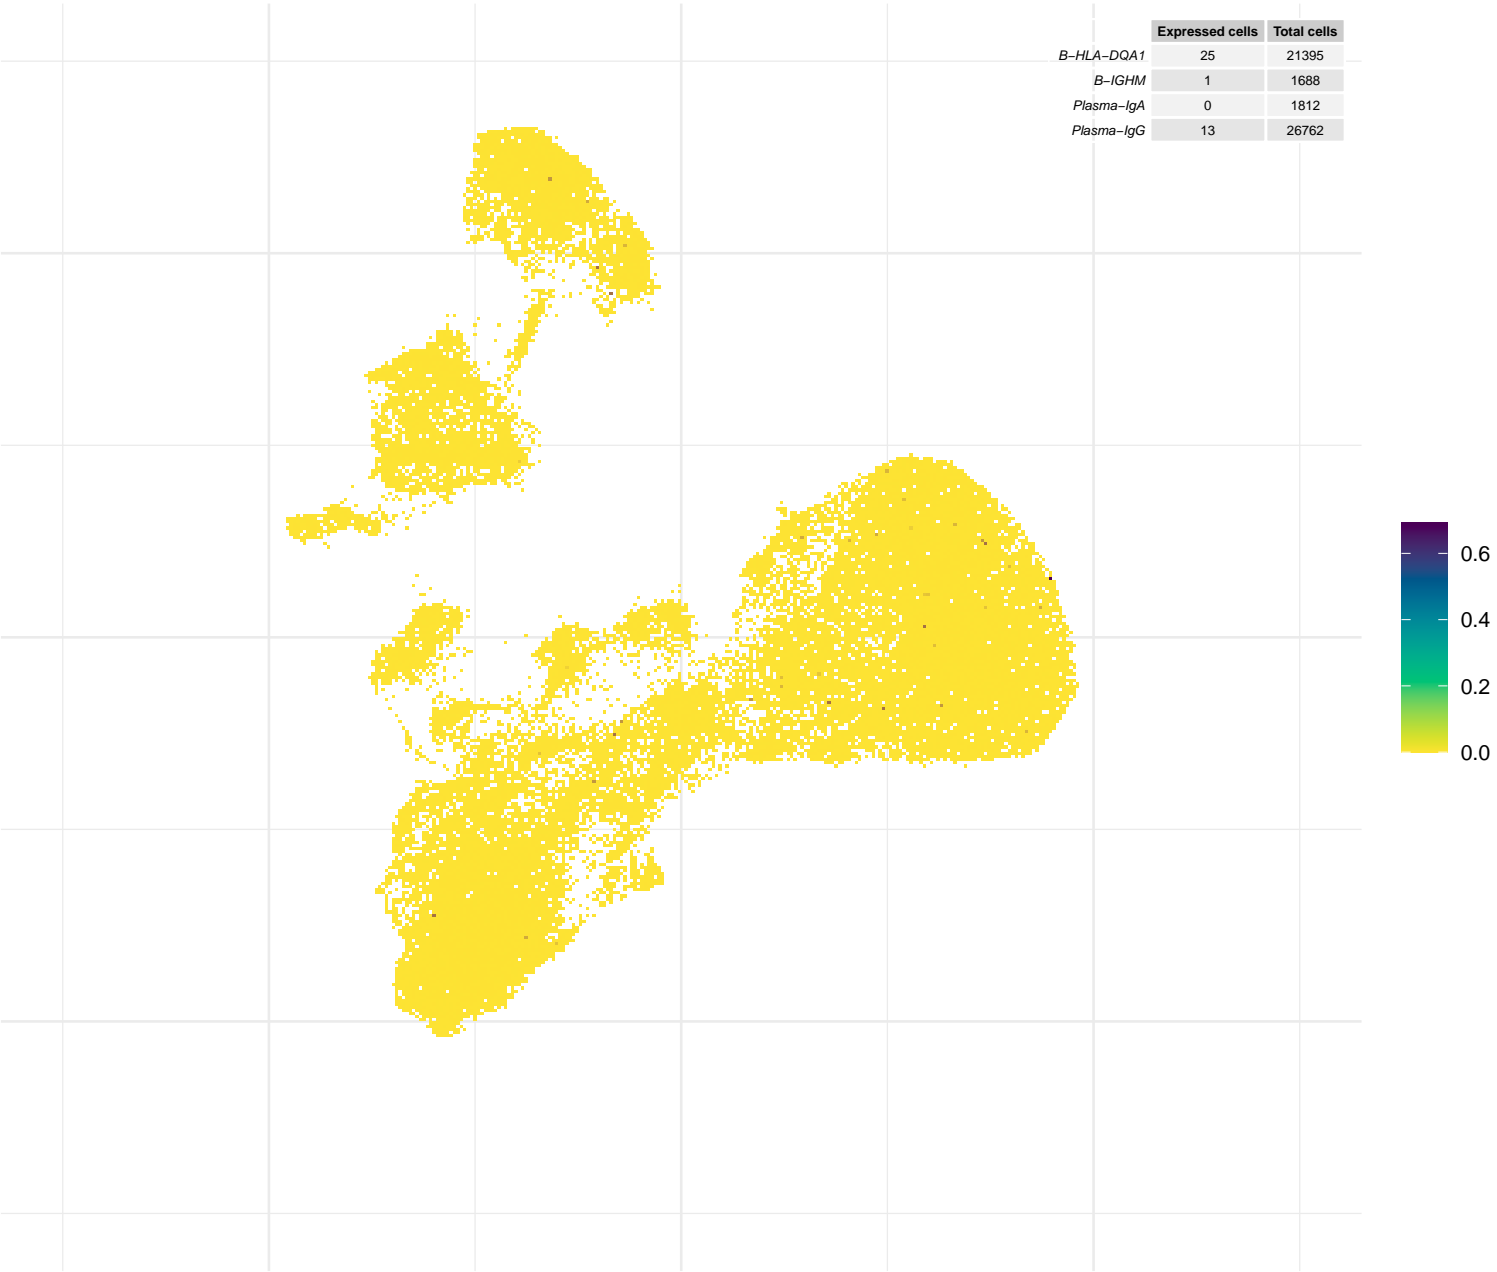 Expressed cells Total cells
B−HLA−DQA1 25 21395
B−IGHM 1 1688
Plasma−IgA 0 1812
Plasma−IgG 13 26762
0.6
0.4
0.2
0.0